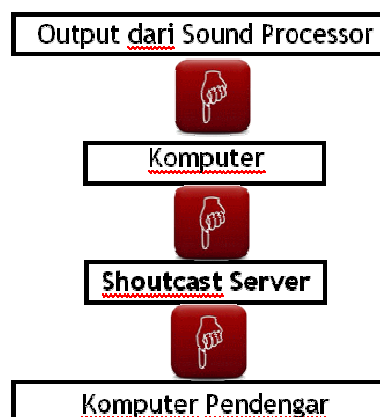 Output dari Sound Processor
Komputer
Shoutcast Server
Komputer Pendengar